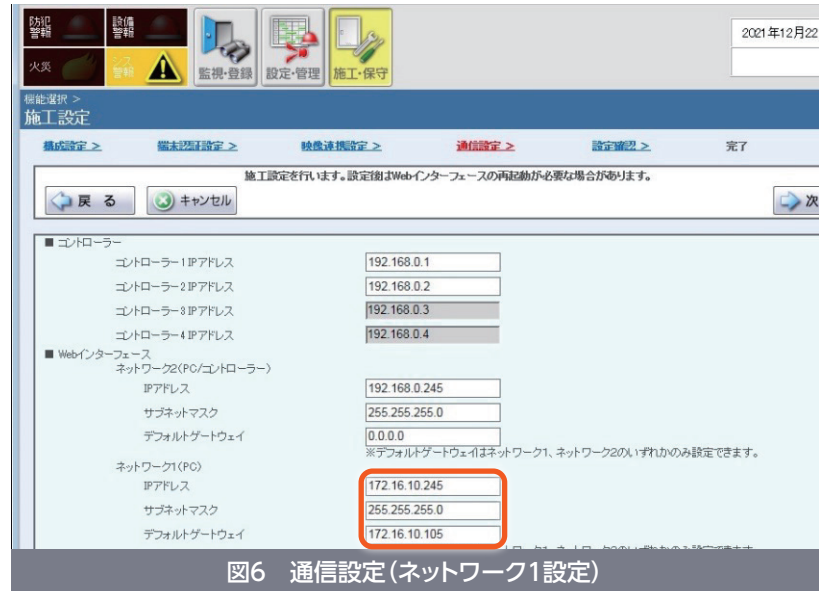 防犯警報
設備警報
火災
警報
監視・登録
設定・管理
施工・保守
2021年12月22
機能選択 >
施工設定
構成設定 >
端末認証設定 >
映像連携設定 >
通信設定 >
設定確認 >
完了
施工設定を行います。設定後はWebインターフェースの再起動が必要な場合があります。
戻 る
キャンセル
次
■ コントローラー
コントローラー1 IPアドレス 192.168.0.1
コントローラー2 IPアドレス 192.168.0.2
コントローラー3 IPアドレス 192.168.0.3
コントローラー4 IPアドレス 192.168.0.4
■ Webインターフェース
ネットワーク2(PC/コントローラー)
IPアドレス 192.168.0.245
サブネットマスク 255.255.255.0
デフォルトゲートウェイ 0.0.0.0
※デフォルトゲートウェイはネットワーク1、ネットワーク2のいずれかのみ設定できます。
ネットワーク1(PC)
IPアドレス 172.16.10.245
サブネットマスク 255.255.255.0
デフォルトゲートウェイ 172.16.10.105
図6 通信設定(ネットワーク1設定)